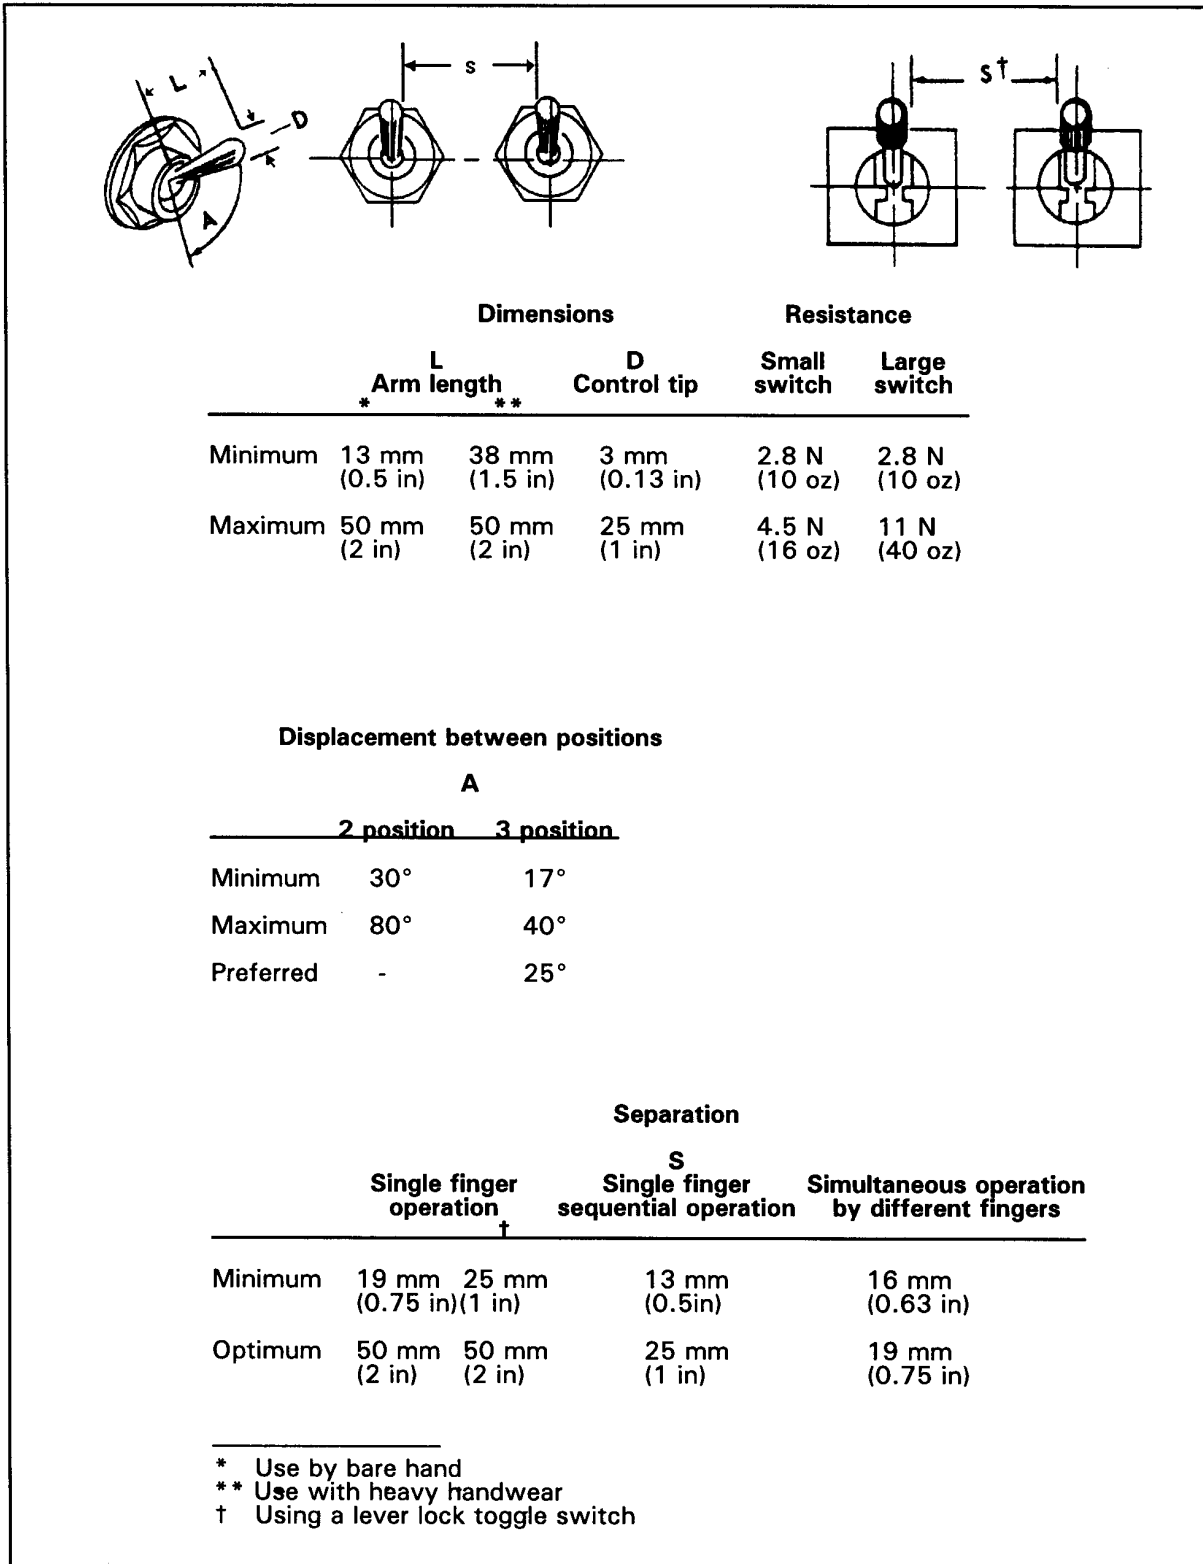 L
D
A
S
S†
Dimensions Resistance
L D Small Large
Arm length Control tip switch switch
* **
Minimum 13 mm 38 mm 3 mm 2.8 N 2.8 N
(0.5 in) (1.5 in) (0.13 in) (10 oz) (10 oz)
Maximum 50 mm 50 mm 25 mm 4.5 N 11 N
(2 in) (2 in) (1 in) (16 oz) (40 oz)
Displacement between positions
A
2 position 3 position
Minimum 30° 17°
Maximum 80° 40°
Preferred - 25°
Separation
S
Single finger Single finger Simultaneous operation
operation sequential operation by different fingers
†
Minimum 19 mm 25 mm 13 mm 16 mm
(0.75 in) (1 in) (0.5in) (0.63 in)
Optimum 50 mm 50 mm 25 mm 19 mm
(2 in) (2 in) (1 in) (0.75 in)
* Use by bare hand
** Use with heavy handwear
† Using a lever lock toggle switch